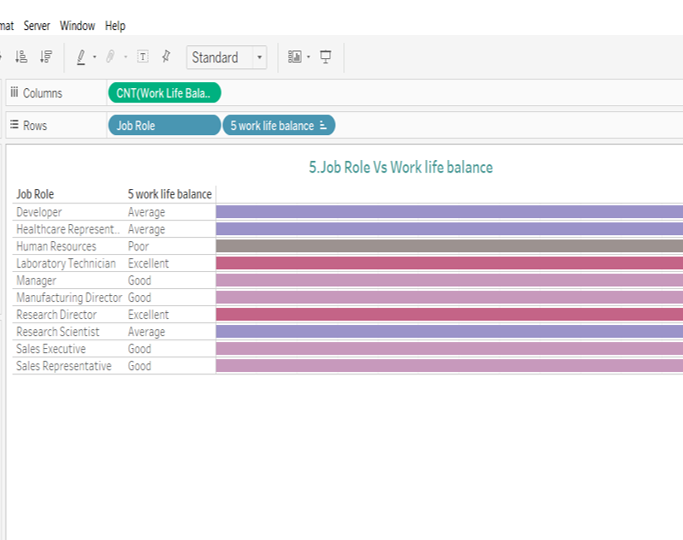 mat Server Window Help
Standard
Columns CNT(Work Life Bala..
Rows Job Role 5 work life balance
5.Job Role Vs Work life balance
Job Role 5 work life balance
Developer Average
Healthcare Represent.. Average
Human Resources Poor
Laboratory Technician Excellent
Manager Good
Manufacturing Director Good
Research Director Excellent
Research Scientist Average
Sales Executive Good
Sales Representative Good